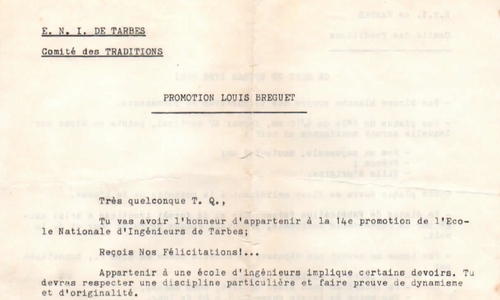 E. N. I. DE TARBES
Comité des TRADITIONS
PROMOTION LOUIS BREGUET
Très quelconque T. Q.,
Tu vas avoir l'honneur d'appartenir à la 14e promotion de l'Eco-
le Nationale d'Ingénieurs de Tarbes;
Reçois Nos Félicitations!...
Appartenir à une école d'ingénieurs implique certains devoirs. Tu
devras respecter une discipline particulière et faire preuve de dynamisme
et d'originalité.